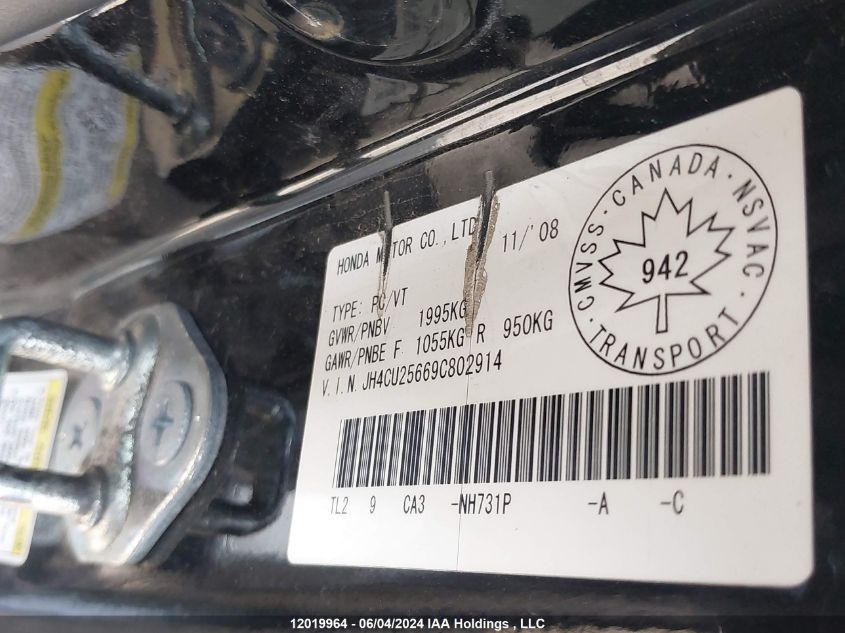 HONDA MOTOR CO., LTD. 11/'08
TYPE: PC/VT
GVWR/PNBV 1995KG
GAWR/PNBE F 1055KG R 950KG
V.I.N. JH4CU25669C802914
TL2 9 CA3 -NH731P -A -C
CMVSS · CANADA · NSVAC
942
TRANSPORT
12019964 - 06/04/2024 IAA Holdings , LLC